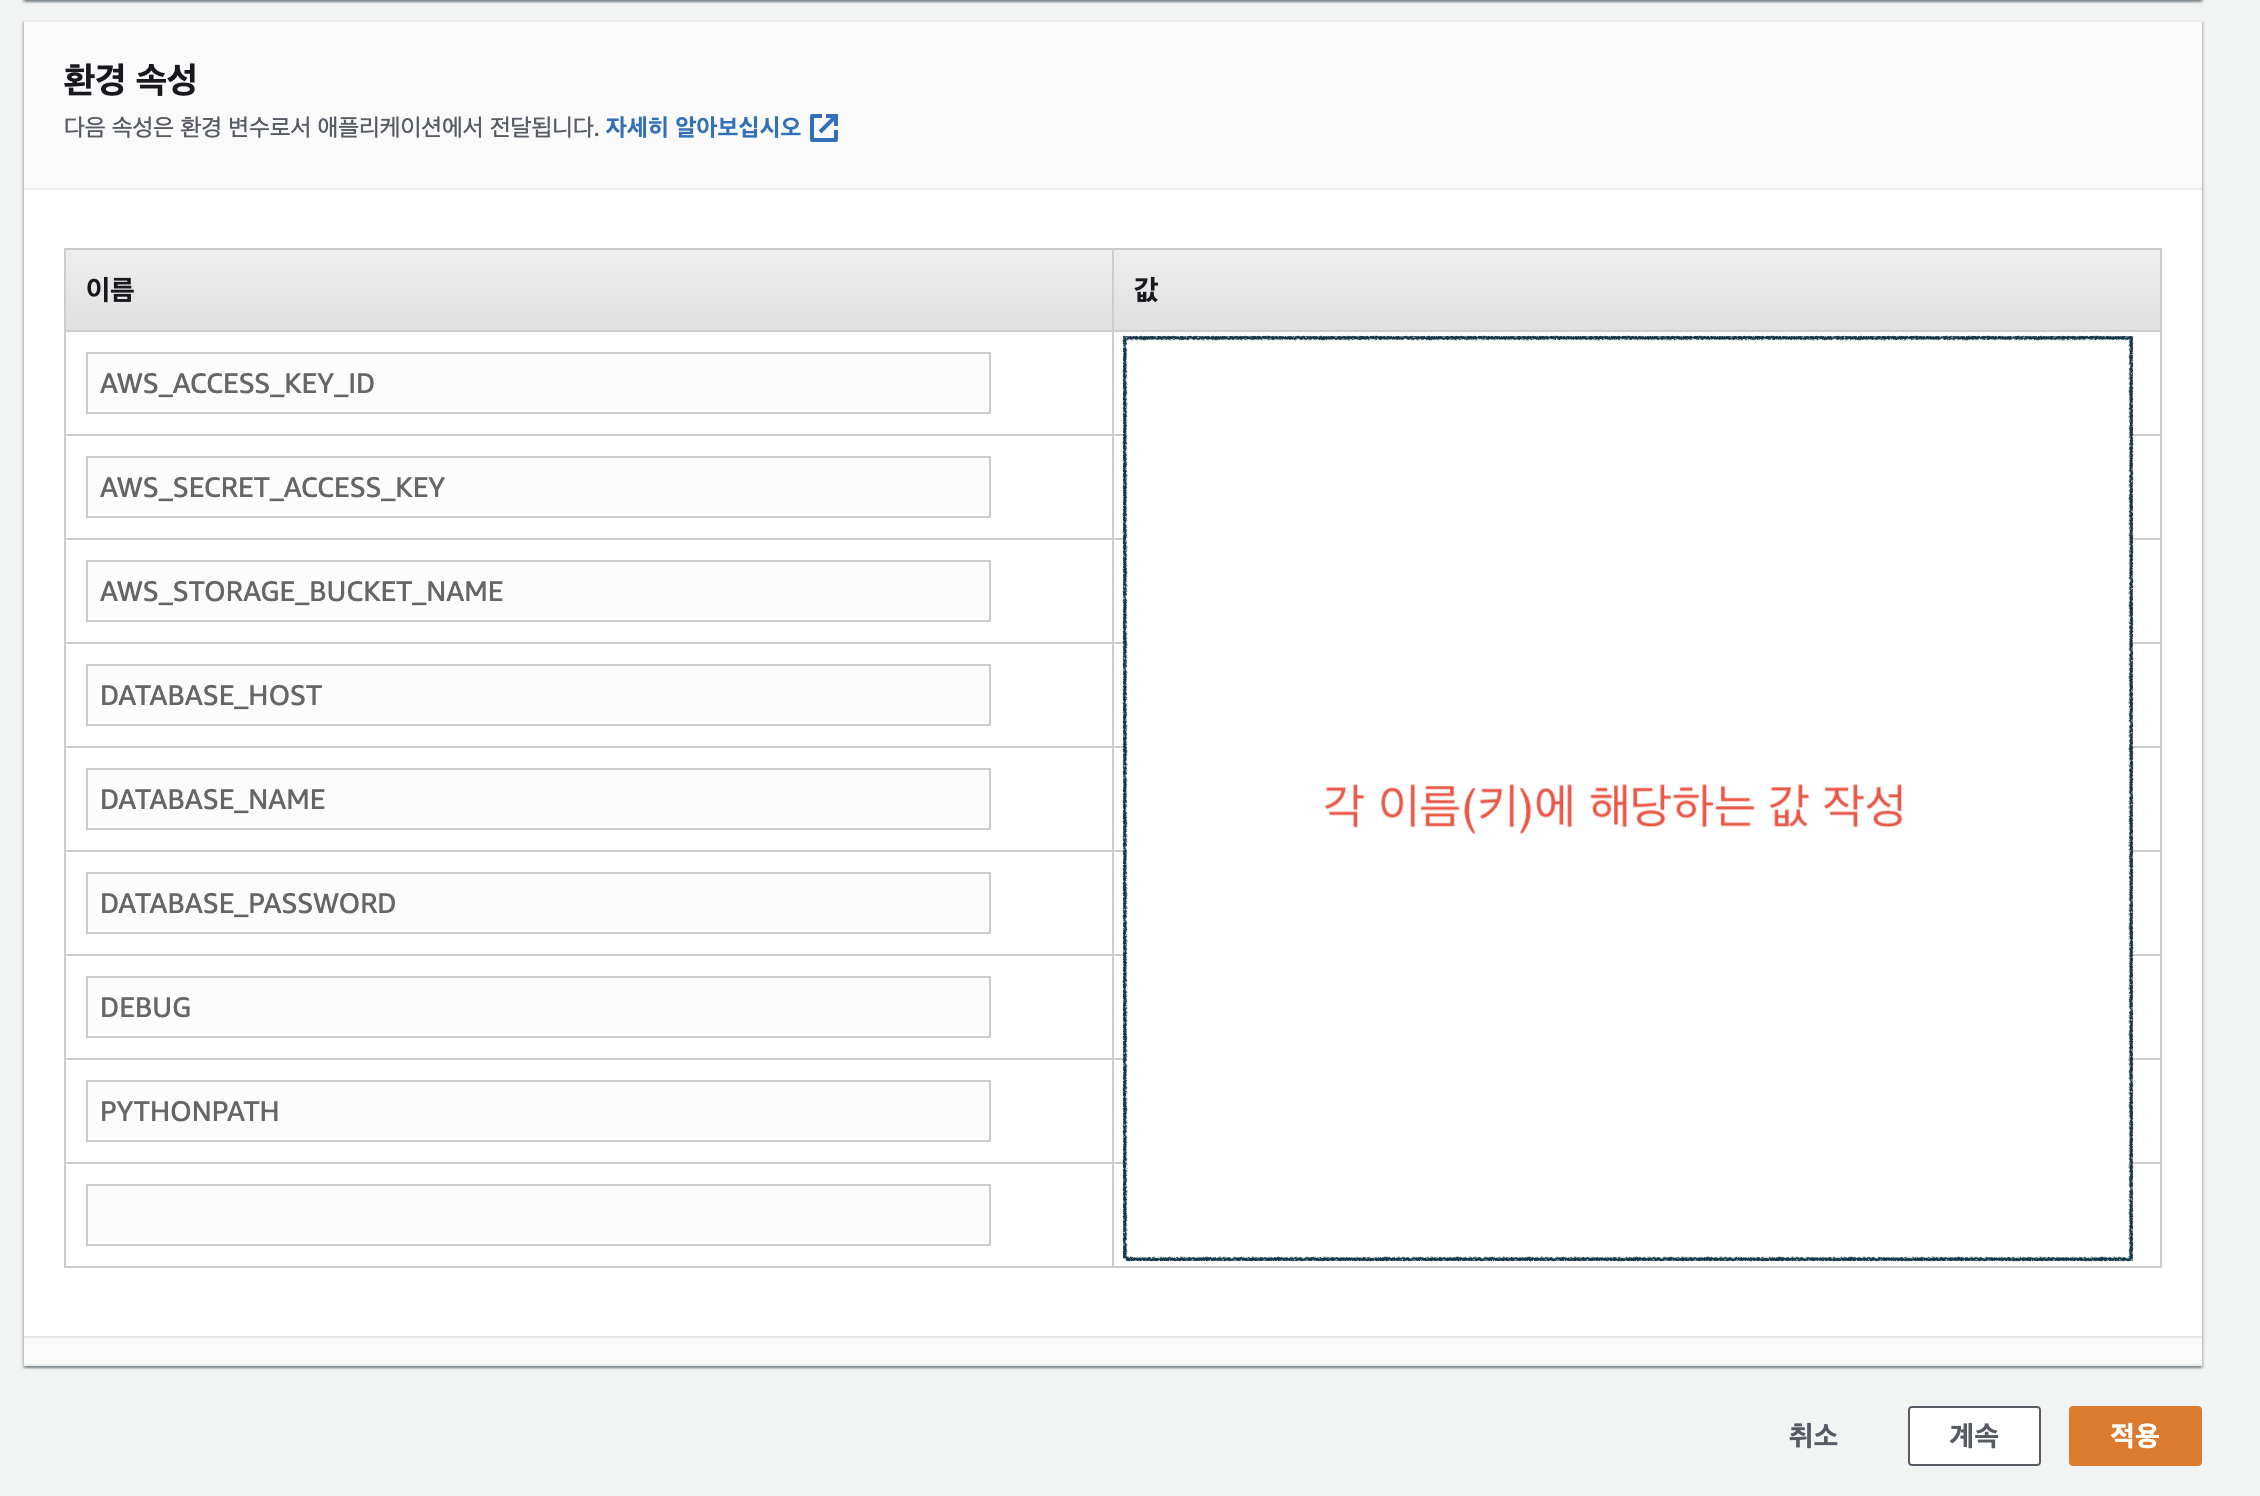 환경 속성
다음 속성은 환경 변수로서 애플리케이션에서 전달됩니다. 자세히 알아보십시오
이름
값
AWS_ACCESS_KEY_ID
AWS_SECRET_ACCESS_KEY
AWS_STORAGE_BUCKET_NAME
DATABASE_HOST
DATABASE_NAME
각 이름(키)에 해당하는 값 작성
DATABASE_PASSWORD
DEBUG
PYTHONPATH
취소
계속
적용